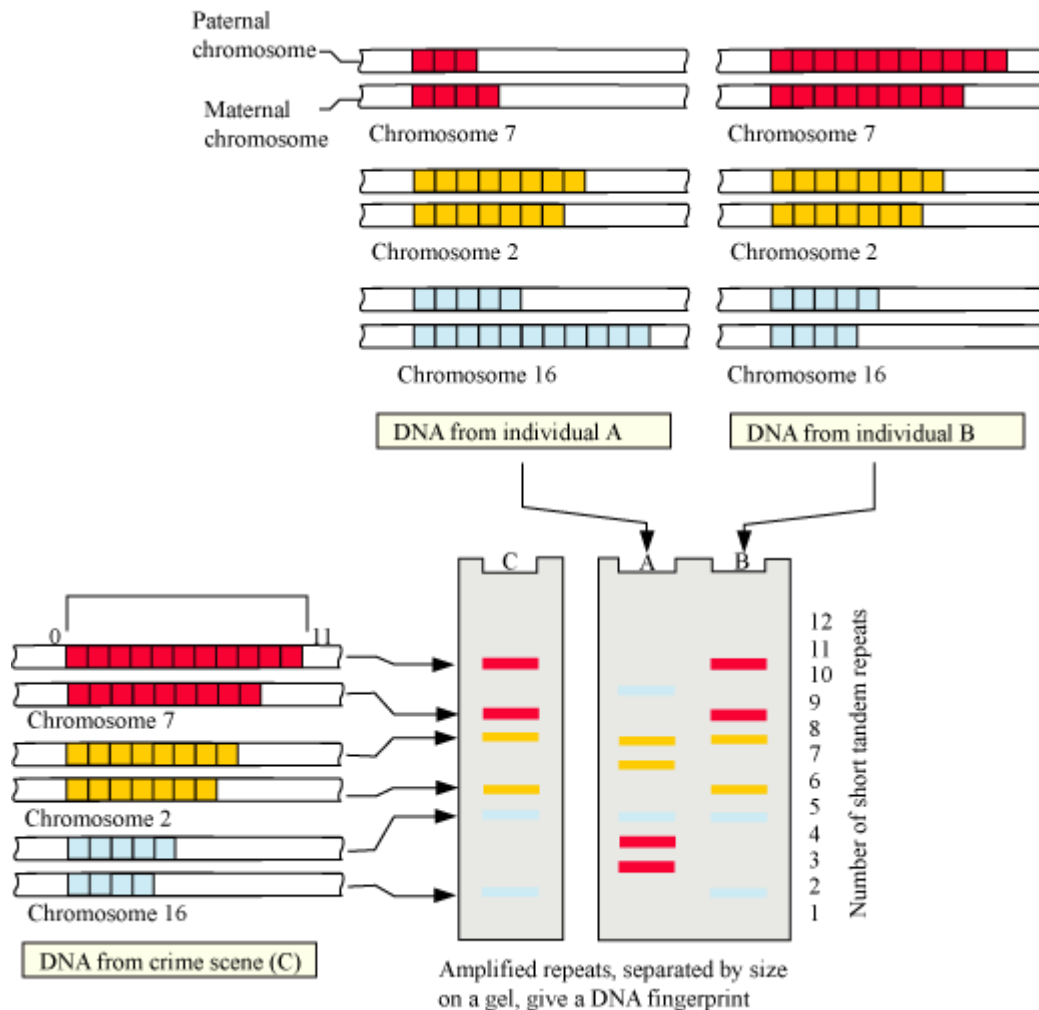 Paternal
chromosome
Maternal
chromosome
Chromosome 7
Chromosome 7
Chromosome 2
Chromosome 2
Chromosome 16
Chromosome 16
DNA from individual A
DNA from individual B
C
A
B
0
11
Chromosome 7
Chromosome 2
Chromosome 16
DNA from crime scene (C)
12
11
10
9
8
7
6
5
4
3
2
1
Number of short tandem repeats
Amplified repeats, separated by size
on a gel, give a DNA fingerprint